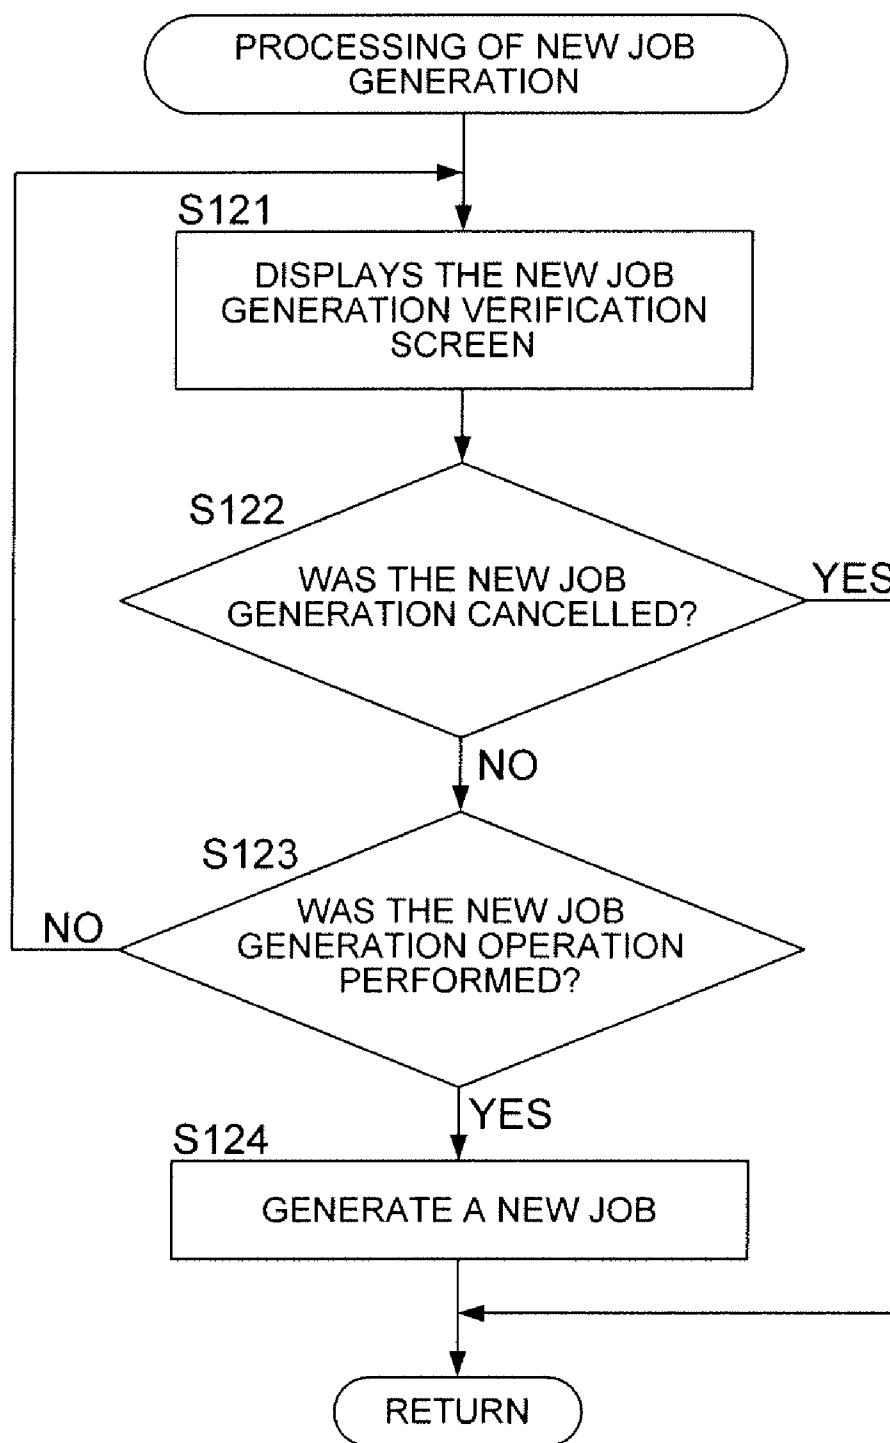 PROCESSING OF NEW JOB
GENERATION
S121
DISPLAYS THE NEW JOB
GENERATION VERIFICATION
SCREEN
S122
WAS THE NEW JOB
GENERATION CANCELLED?
YES
NO
S123
WAS THE NEW JOB
GENERATION OPERATION
PERFORMED?
NO
YES
S124
GENERATE A NEW JOB
RETURN